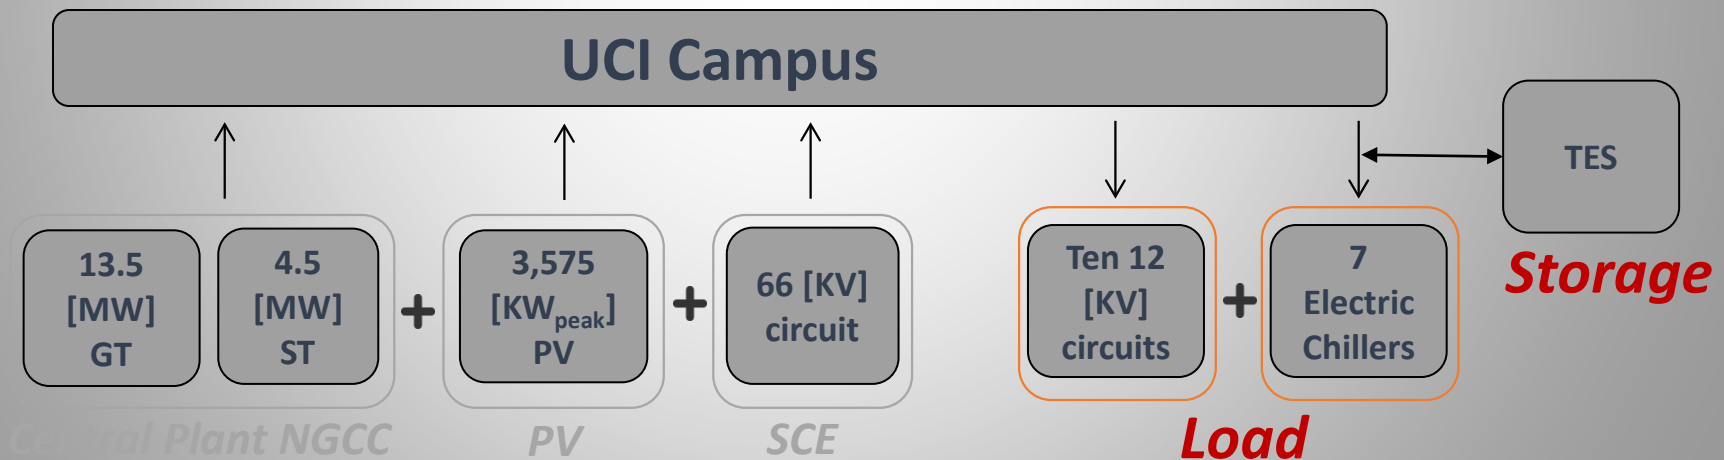 UCI Campus
TES
13.5
[MW]
GT
4.5
[MW]
ST
3,575
[KWpeak]
PV
66 [KV]
circuit
Ten 12
[KV]
circuits
7
Electric
Chillers
Storage
Central Plant NGCC
PV
SCE
Load